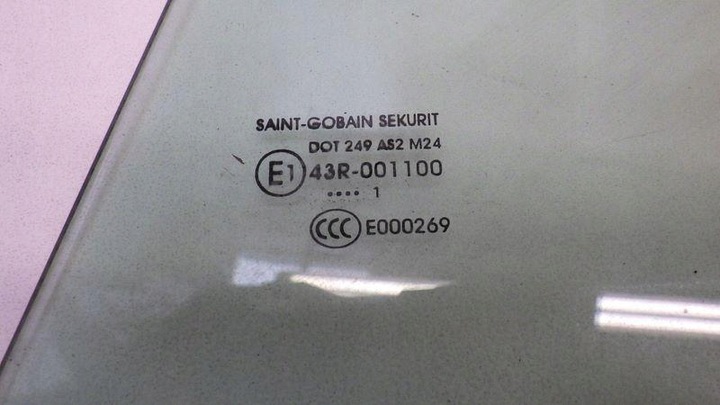 SAINT-GOBAIN SEKURIT
DOT 249 AS2 M24
E1 43R-001100
.... 1
CCC E000269